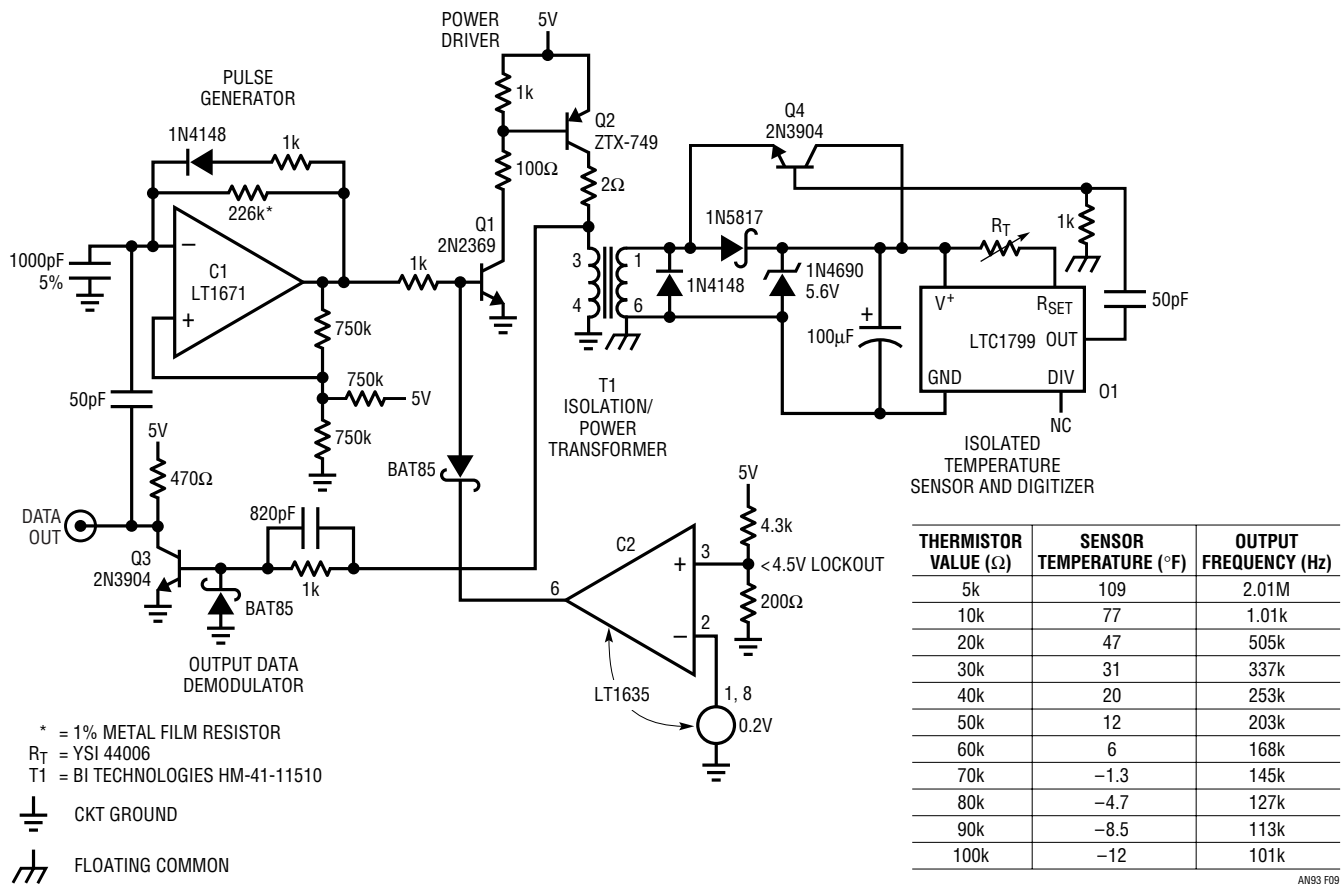 POWER
DRIVER
5V
PULSE
GENERATOR
1N4148
1k
226k*
1000pF
5%
–
C1
LT1671
+
1k
750k
750k
5V
750k
50pF
1k
100Ω
Q1
2N2369
Q2
ZTX-749
2Ω
3
4
1
6
T1
ISOLATION/
POWER
TRANSFORMER
Q4
2N3904
1N5817
1N4148
1N4690
5.6V
+
100µF
RT
1k
50pF
V+
RSET
LTC1799
OUT
GND
DIV
O1
NC
ISOLATED
TEMPERATURE
SENSOR AND DIGITIZER
5V
470Ω
DATA
OUT
Q3
2N3904
BAT85
820pF
1k
OUTPUT DATA
DEMODULATOR
BAT85
C2
6
+
3
–
2
5V
4.3k
<4.5V LOCKOUT
200Ω
LT1635
1, 8
0.2V
* = 1% METAL FILM RESISTOR
RT = YSI 44006
T1 = BI TECHNOLOGIES HM-41-11510
CKT GROUND
FLOATING COMMON
THERMISTOR VALUE (Ω) SENSOR TEMPERATURE (°F) OUTPUT FREQUENCY (Hz)
5k 109 2.01M
10k 77 1.01k
20k 47 505k
30k 31 337k
40k 20 253k
50k 12 203k
60k 6 168k
70k –1.3 145k
80k –4.7 127k
90k –8.5 113k
100k –12 101k
AN93 F09